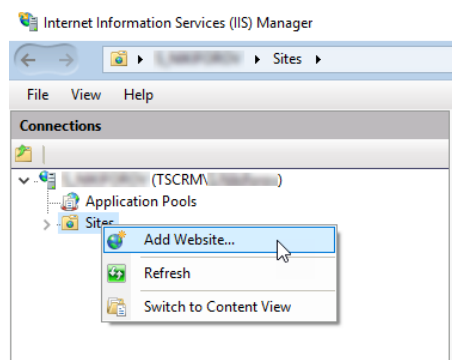 Internet Information Services (IIS) Manager
Sites
File View Help
Connections
(TSCRM\ )
Application Pools
Sites
Add Website...
Refresh
Switch to Content View